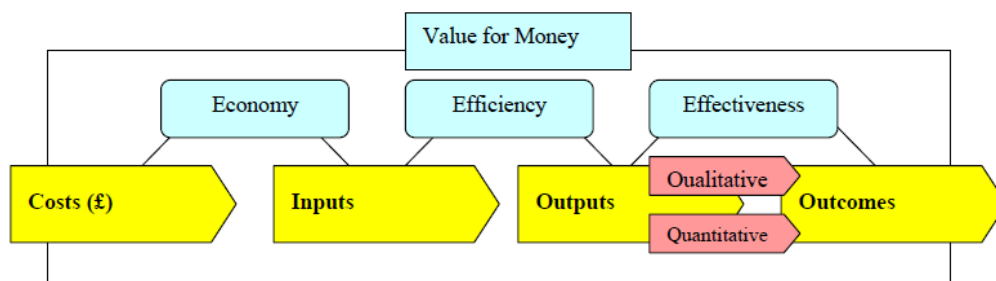 Value for Money
Economy
Efficiency
Effectiveness
Costs (£)
Inputs
Outputs
Qualitative
Quantitative
Outcomes